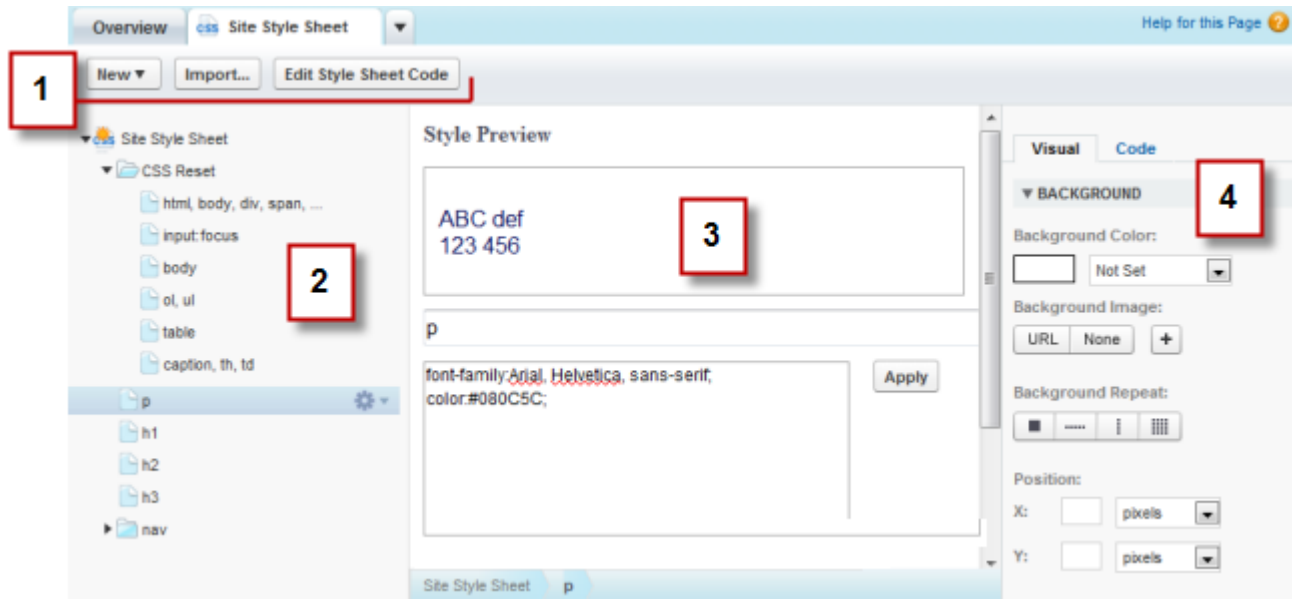 Overview
css Site Style Sheet
Help for this Page ?
1
New
Import...
Edit Style Sheet Code
css Site Style Sheet
CSS Reset
html, body, div, span, ...
input:focus
body
ol, ul
table
caption, th, td
p
h1
h2
h3
nav
2
Style Preview
ABC def
123 456
3
p
font-family:Arial, Helvetica, sans-serif;
color:#080C5C;
Apply
Site Style Sheet
p
Visual
Code
4
BACKGROUND
Background Color:
Not Set
Background Image:
URL
None
+
Background Repeat:
Position:
X:
pixels
Y:
pixels